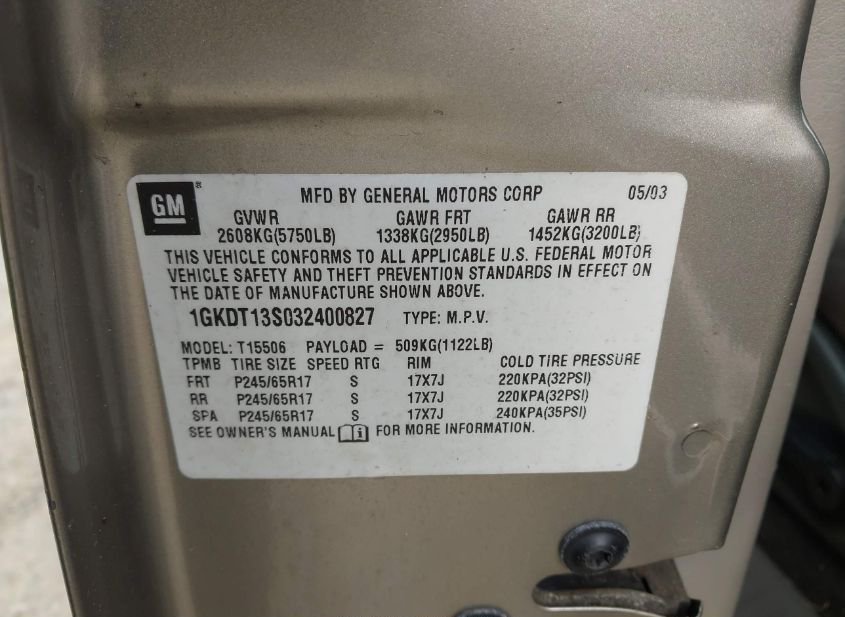 GM ® MFD BY GENERAL MOTORS CORP 05/03
GVWR GAWR FRT GAWR RR
2608KG(5750LB) 1338KG(2950LB) 1452KG(3200LB)
THIS VEHICLE CONFORMS TO ALL APPLICABLE U.S. FEDERAL MOTOR
VEHICLE SAFETY AND THEFT PREVENTION STANDARDS IN EFFECT ON
THE DATE OF MANUFACTURE SHOWN ABOVE.
1GKDT13S032400827 TYPE: M.P.V.
MODEL: T15506 PAYLOAD = 509KG(1122LB)
TPMB TIRE SIZE SPEED RTG RIM COLD TIRE PRESSURE
FRT P245/65R17 S 17X7J 220KPA(32PSI)
RR P245/65R17 S 17X7J 220KPA(32PSI)
SPA P245/65R17 S 17X7J 240KPA(35PSI)
SEE OWNER'S MANUAL i FOR MORE INFORMATION.